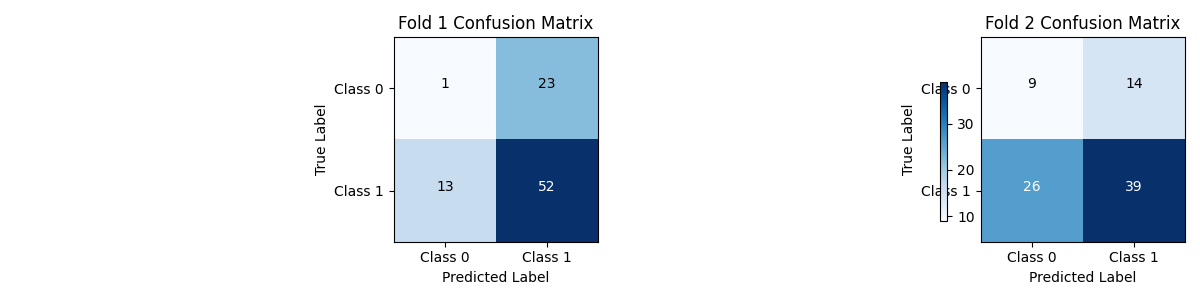 Fold 1 Confusion Matrix
True Label
Class 0
1
23
Class 1
13
52
Class 0
Class 1
Predicted Label
Fold 2 Confusion Matrix
True Label
Class 0
9
14
Class 1
26
39
Class 0
Class 1
Predicted Label
30
20
10